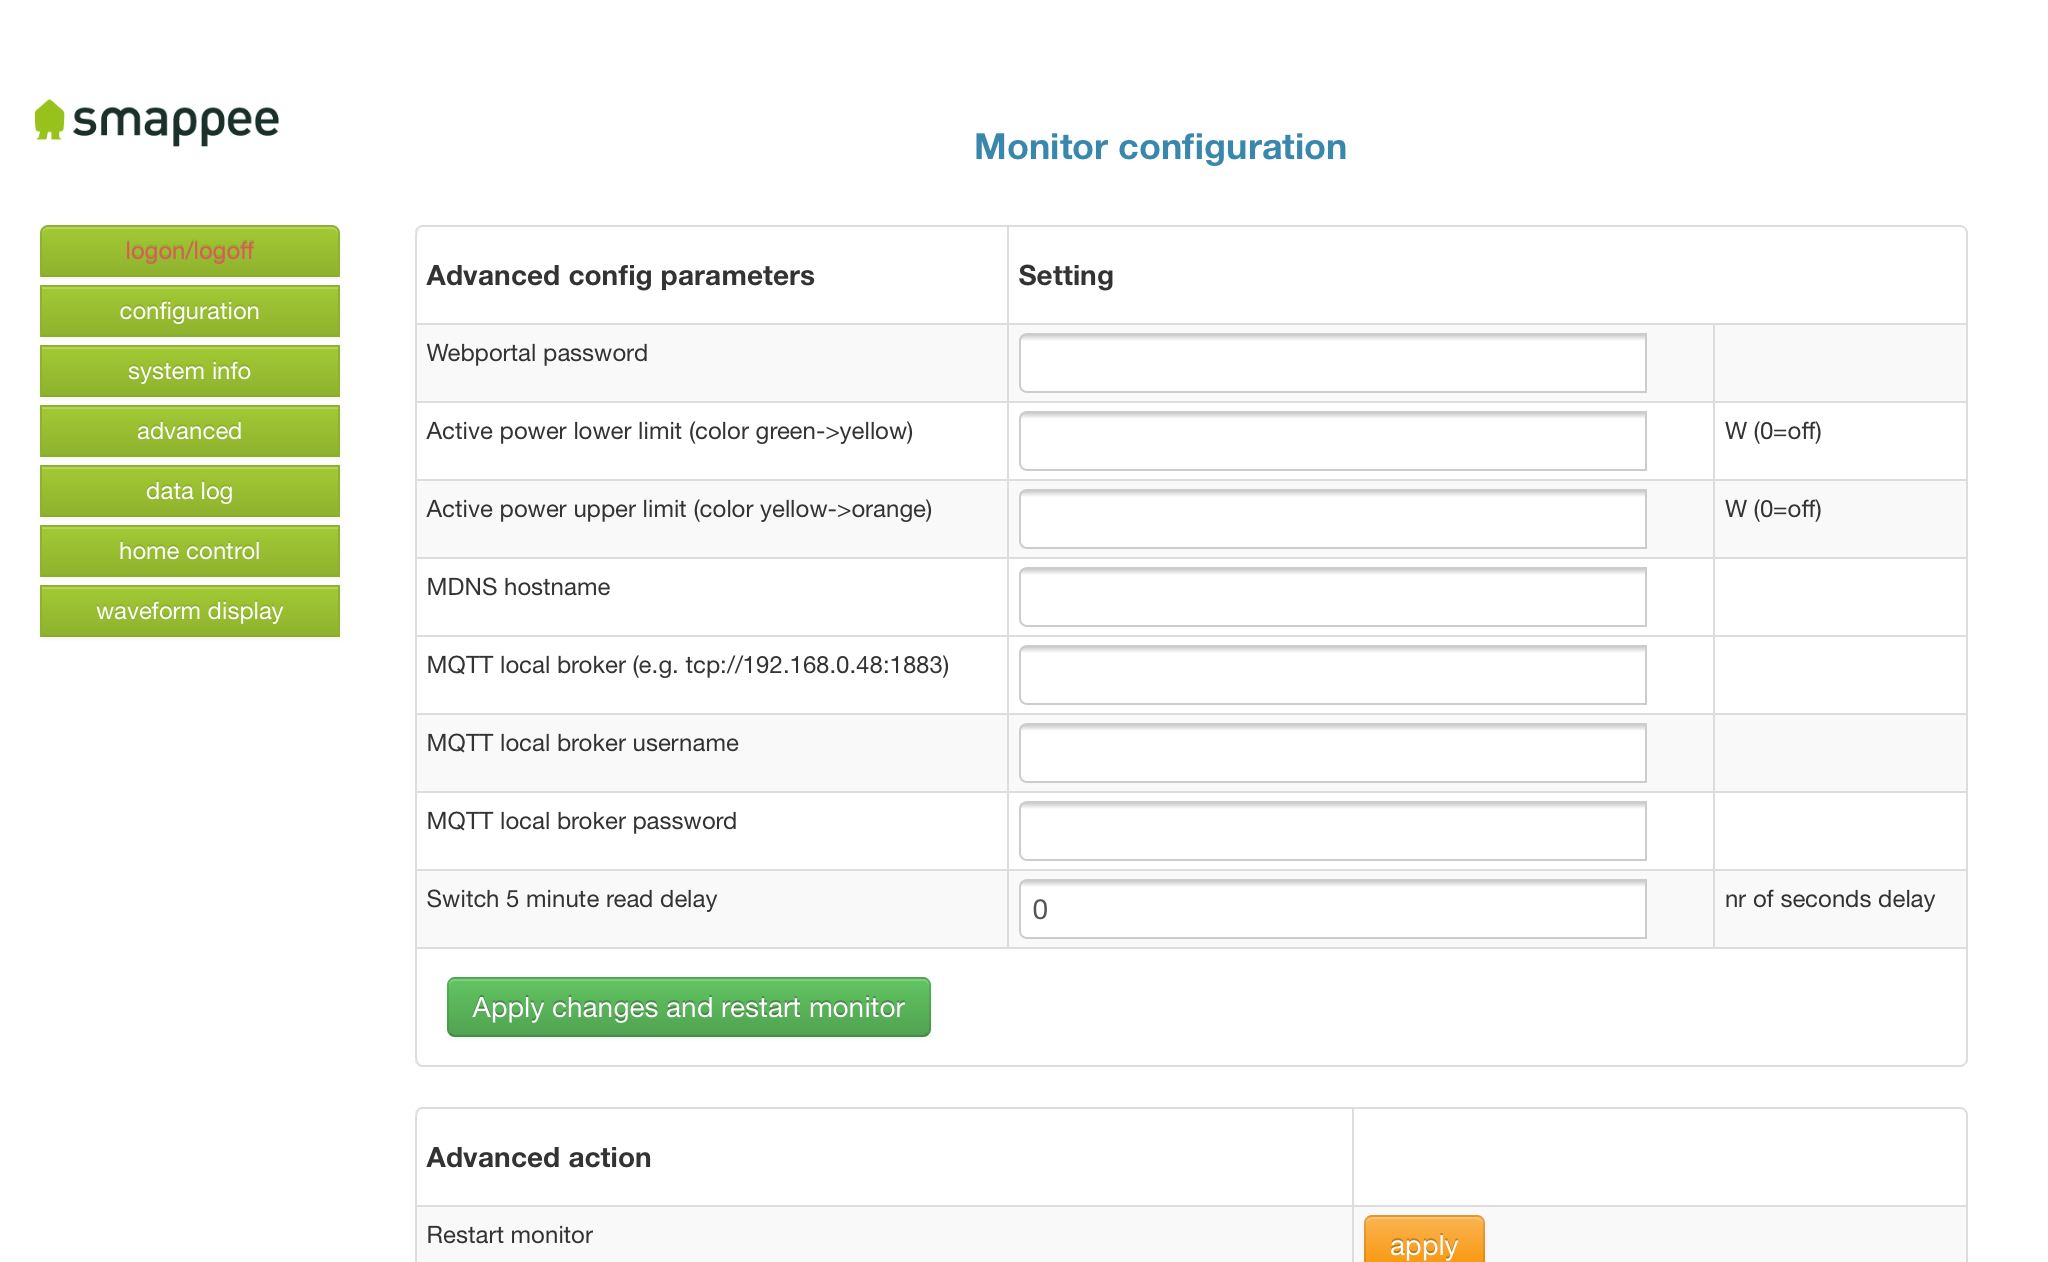 smappee
Monitor configuration
logon/logoff
configuration
system info
advanced
data log
home control
waveform display
Advanced config parameters Setting
Webportal password
Active power lower limit (color green->yellow) W (0=off)
Active power upper limit (color yellow->orange) W (0=off)
MDNS hostname
MQTT local broker (e.g. tcp://192.168.0.48:1883)
MQTT local broker username
MQTT local broker password
Switch 5 minute read delay 0 nr of seconds delay
Apply changes and restart monitor
Advanced action
Restart monitor apply